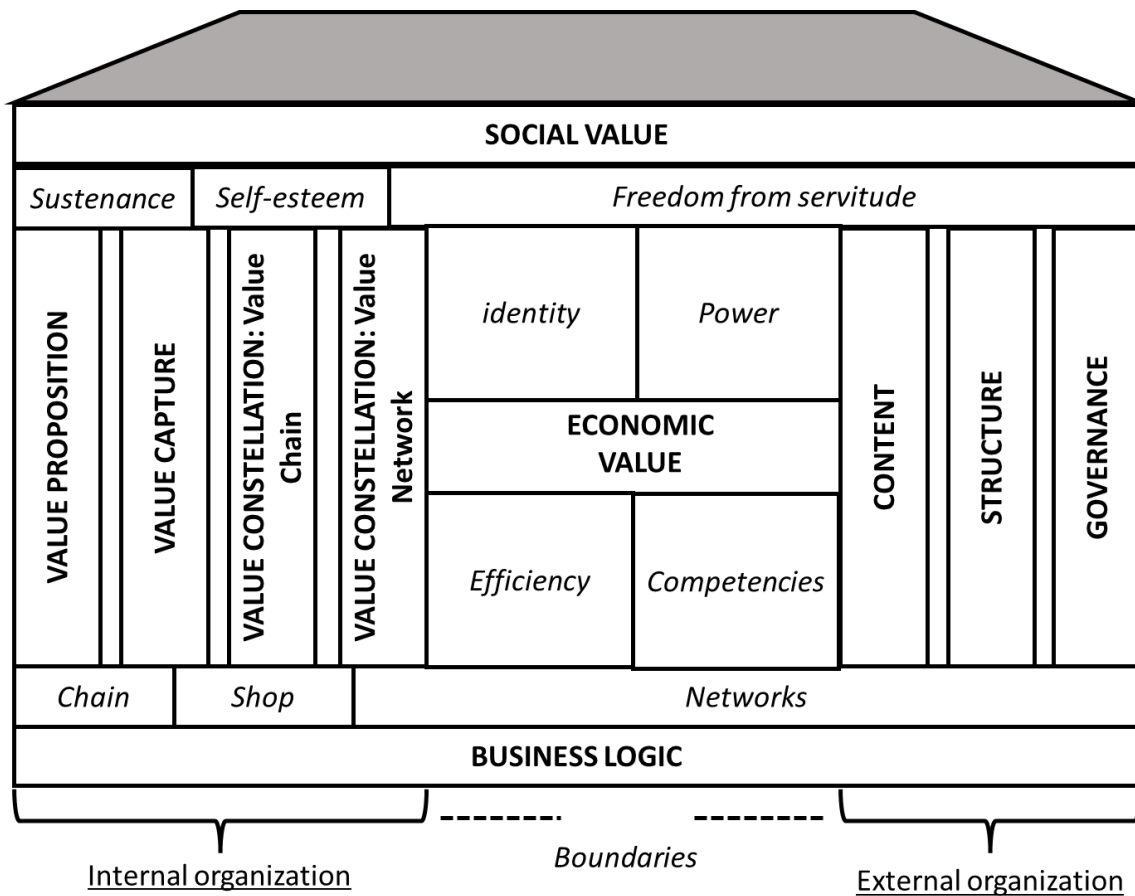 SOCIAL VALUE
Sustenance
Self-esteem
Freedom from servitude
VALUE PROPOSITION
VALUE CAPTURE
VALUE CONSTELLATION: Value
Chain
VALUE CONSTELLATION: Value
Network
identity
Power
ECONOMIC
VALUE
Efficiency
Competencies
CONTENT
STRUCTURE
GOVERNANCE
Chain
Shop
Networks
BUSINESS LOGIC
Internal organization
Boundaries
External organization